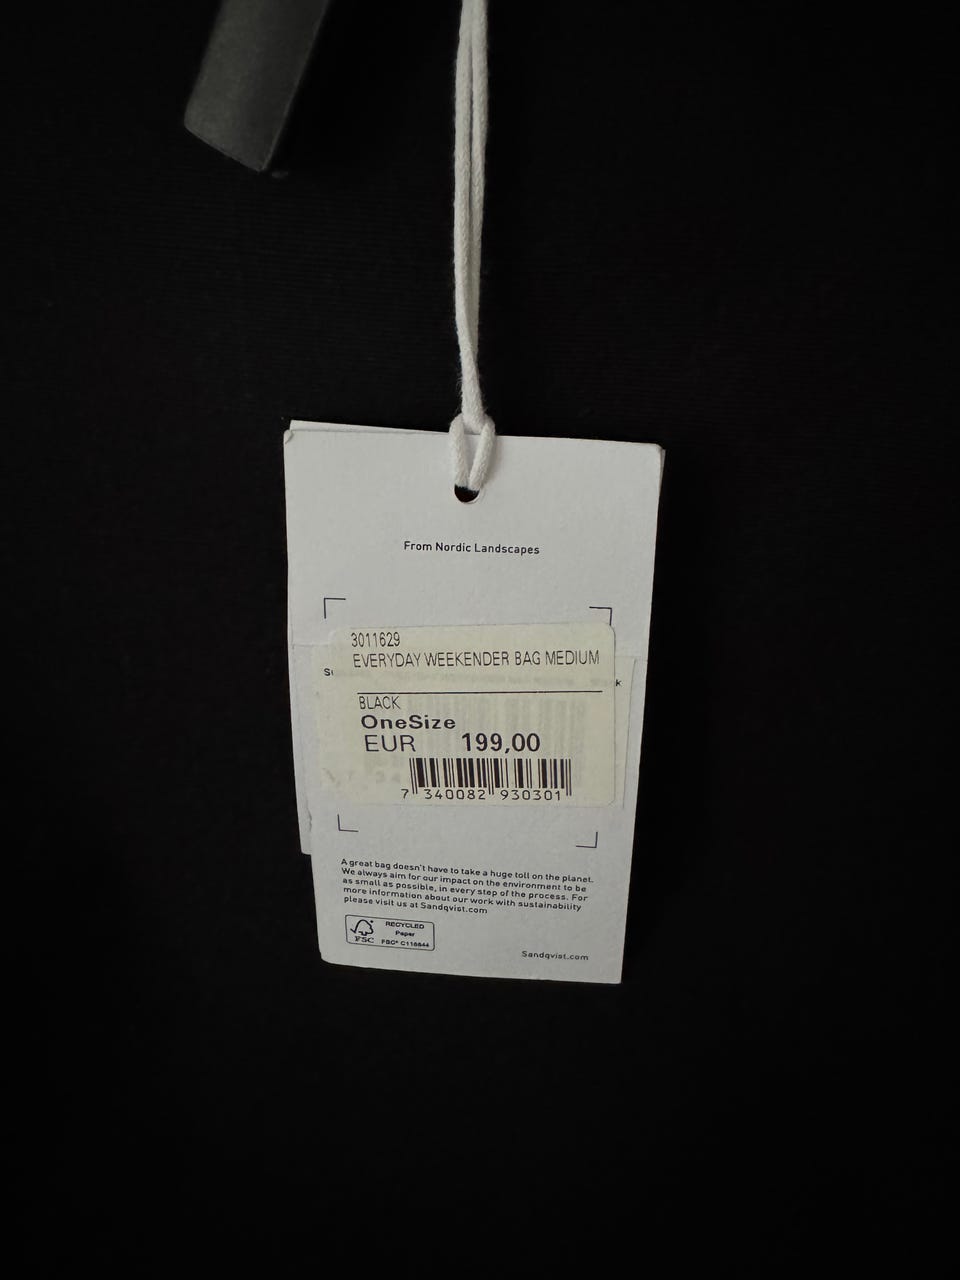 From Nordic Landscapes
3011629
EVERYDAY WEEKENDER BAG MEDIUM
BLACK
OneSize
EUR 199,00
7 340082 930301
A great bag doesn't have to take a huge toll on the planet.
We always aim for our impact on the environment to be
as small as possible, in every step of the process. For
more information about our work with sustainability
please visit us at Sandqvist.com
FSC
RECYCLED
Paper
FSC® C116844
Sandqvist.com